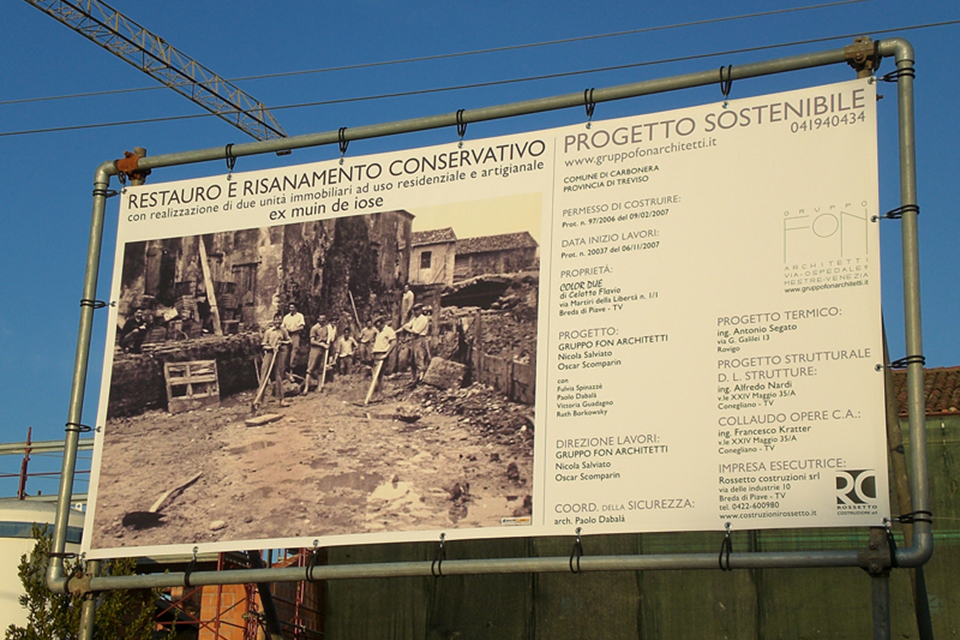 RESTAURO E RISANAMENTO CONSERVATIVO
con realizzazione di due unità immobiliari ad uso residenziale e artigianale
ex muin de iose
PROGETTO SOSTENIBILE
041940434
www.gruppofonarchitetti.it
COMUNE DI CARBONERA
PROVINCIA DI TREVISO
PERMESSO DI COSTRUIRE:
Prot. n. 97/2006 del 09/02/2007
DATA INIZIO LAVORI:
Prot. n. 20037 del 06/11/2007
PROPRIETÀ:
COLOR DUE
di Celotto Flavio
via Martiri della Libertà n. 1/1
Breda di Piave - TV
PROGETTO:
GRUPPO FON ARCHITETTI
Nicola Salviato
Oscar Scomparin
con
Fulvia Spinazzè
Paolo Dabalà
Vittoria Guadagno
Ruth Borkowsky
DIREZIONE LAVORI:
GRUPPO FON ARCHITETTI
Nicola Salviato
Oscar Scomparin
COORD. DELLA SICUREZZA:
arch. Paolo Dabalà
GRUPPO
FON
ARCHITETTI
VIA-OSPEDALE9
MESTRE-VENEZIA
www.gruppofonarchitetti.it
PROGETTO TERMICO:
ing. Antonio Segato
via G. Galilei 13
Rovigo
PROGETTO STRUTTURALE
D. L. STRUTTURE:
ing. Alfredo Nardi
v.le XXIV Maggio 35/A
Conegliano - TV
COLLAUDO OPERE C.A.:
ing. Francesco Kratter
v.le XXIV Maggio 35/A
Conegliano - TV
IMPRESA ESECUTRICE:
Rossetto costruzioni srl
via delle industrie 10
Breda di Piave - TV
tel. 0422-600980
www.costruzionirossetto.it
RC
ROSSETTO
COSTRUZIONI srl